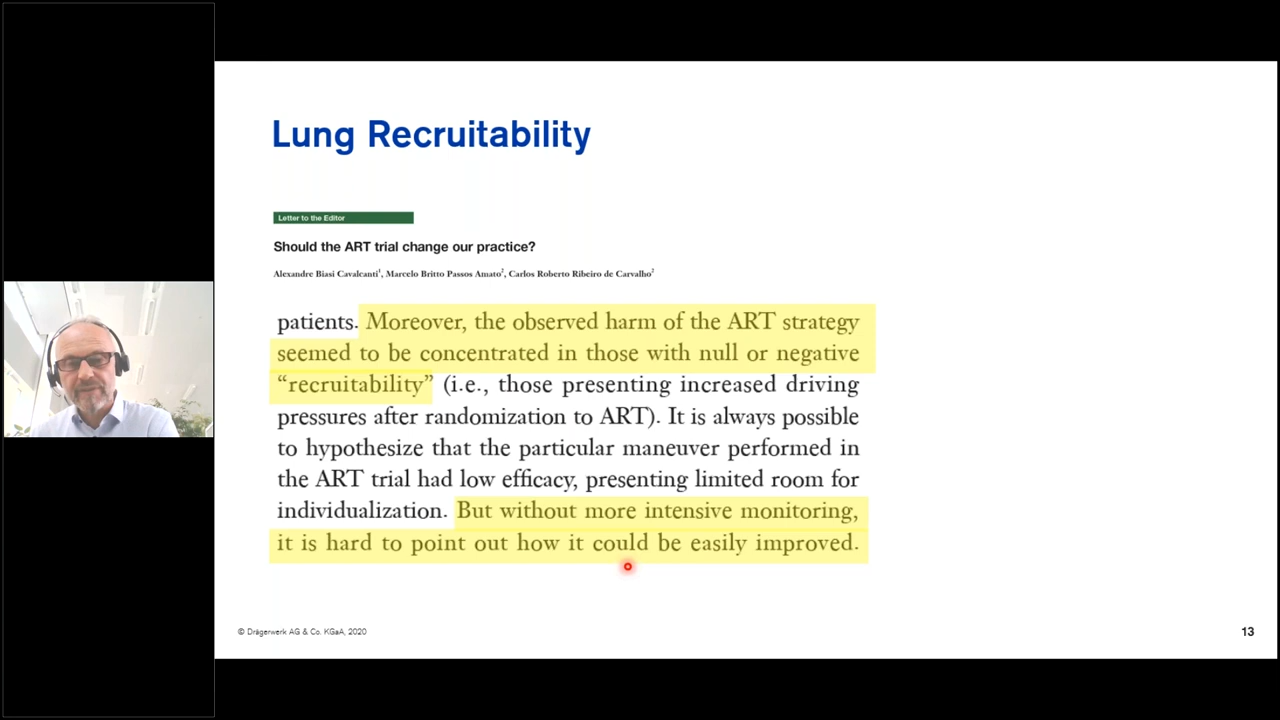 Lung Recruitability
Letter to the Editor
Should the ART trial change our practice?
Alexandre Biasi Cavalcanti1, Marcelo Britto Passos Amato2, Carlos Roberto Ribeiro de Carvalho2
patients. Moreover, the observed harm of the ART strategy
seemed to be concentrated in those with null or negative
“recruitability” (i.e., those presenting increased driving
pressures after randomization to ART). It is always possible
to hypothesize that the particular maneuver performed in
the ART trial had low efficacy, presenting limited room for
individualization. But without more intensive monitoring,
it is hard to point out how it could be easily improved.
© Drägerwerk AG & Co. KGaA, 2020
13